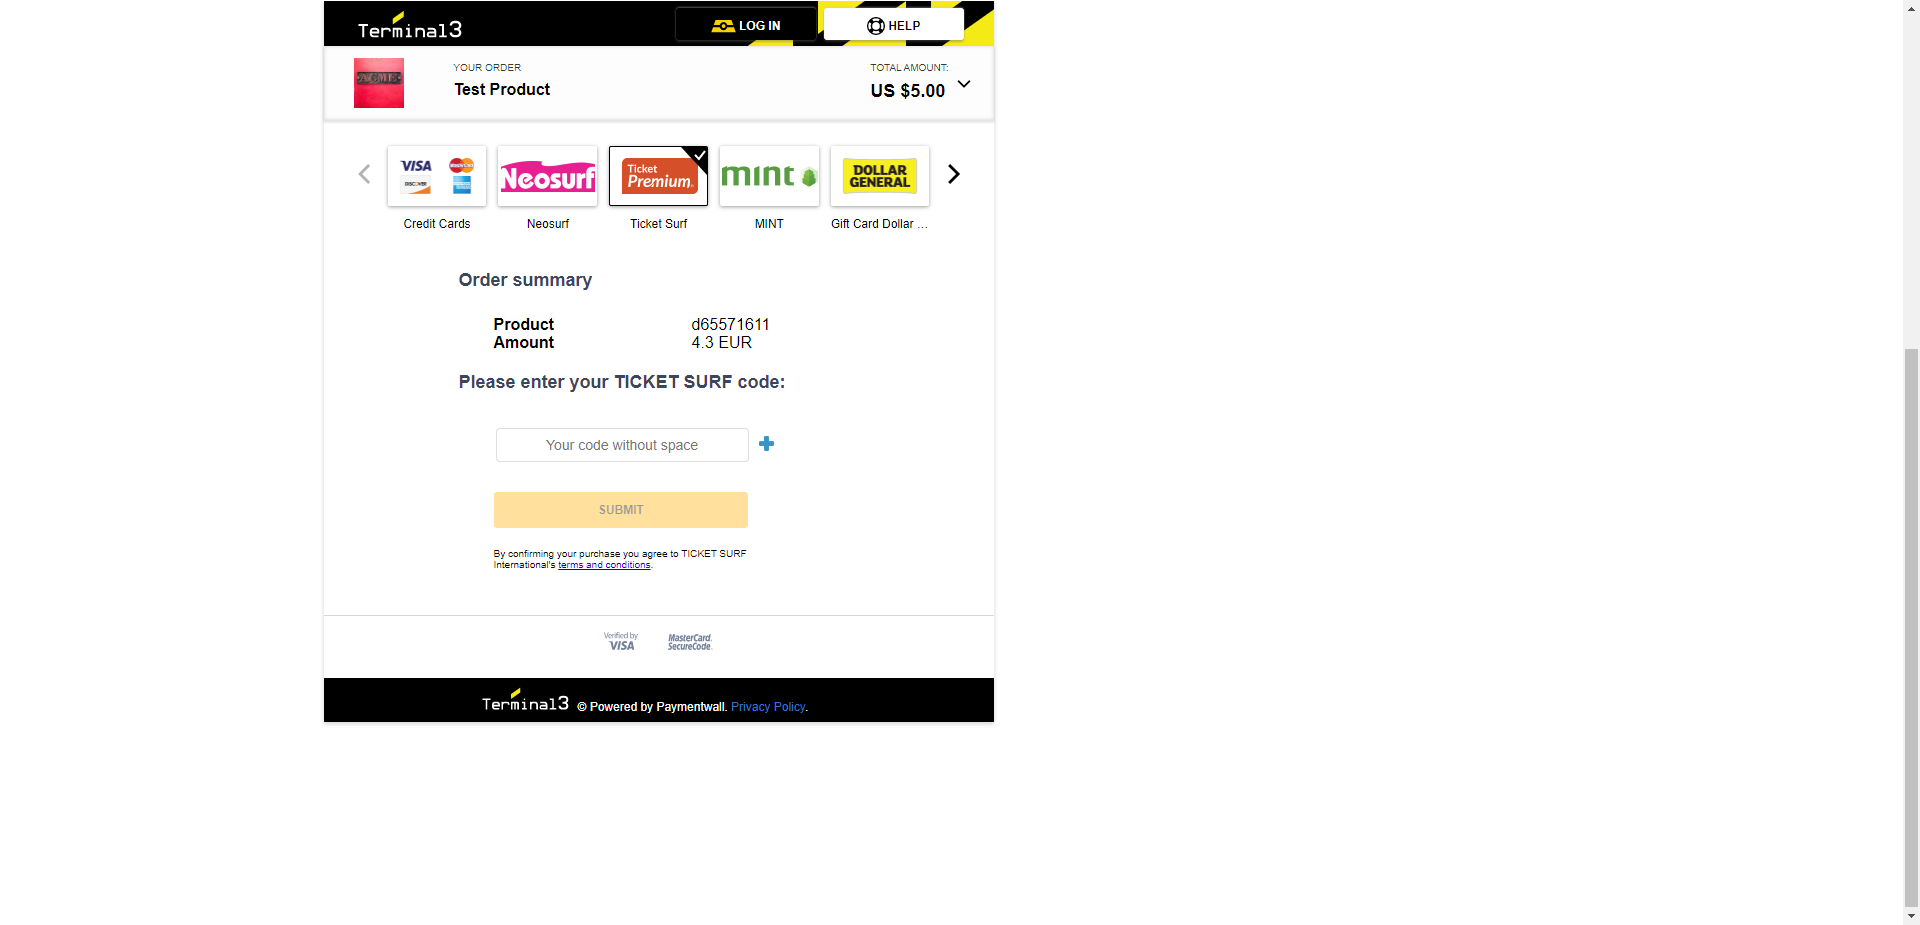 Terminal3
LOG IN
HELP
YOUR ORDER
Test Product
TOTAL AMOUNT:
US $5.00
VISA
DISCOVER
Neosurf
Ticket
Premium
mint
DOLLAR
GENERAL
Credit Cards
Neosurf
Ticket Surf
MINT
Gift Card Dollar ...
Order summary
Product d65571611
Amount 4.3 EUR
Please enter your TICKET SURF code:
Your code without space
SUBMIT
By confirming your purchase you agree to TICKET SURF
International's terms and conditions.
Verified by
VISA
MasterCard.
SecureCode.
Terminal3 © Powered by Paymentwall. Privacy Policy.